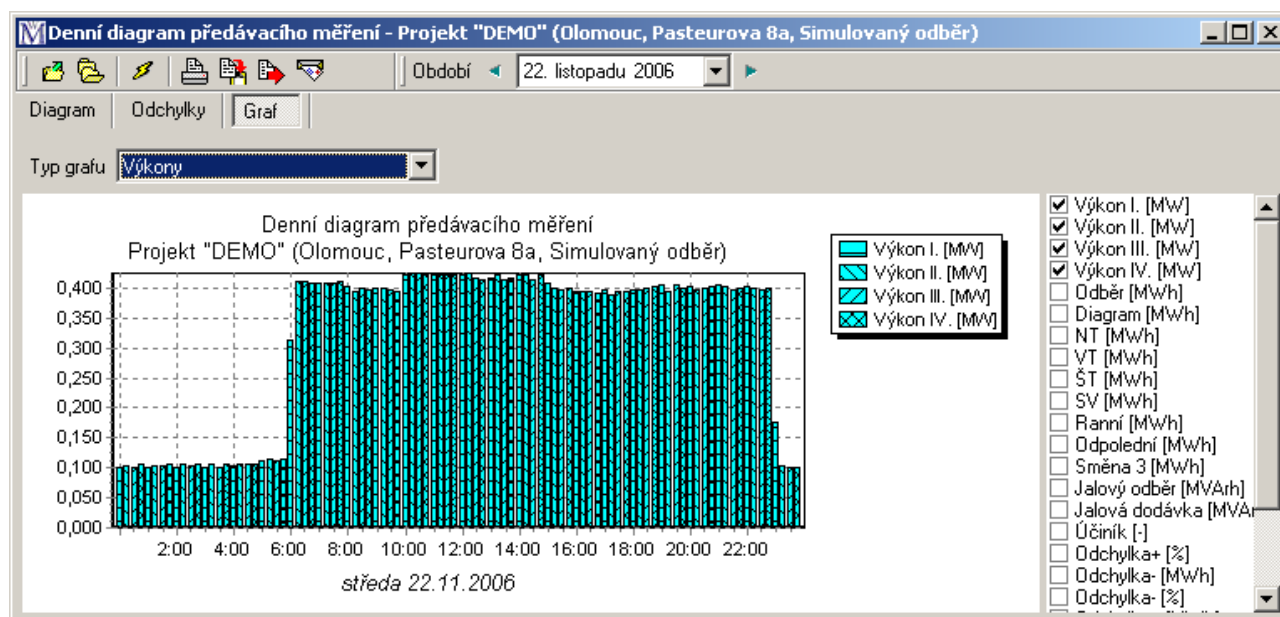 Denní diagram předávacího měření - Projekt "DEMO" (Olomouc, Pasteurova 8a, Simulovaný odběr)
Období 22. listopadu 2006
Diagram Odchylky Graf
Typ grafu Výkony
Denní diagram předávacího měření
Projekt "DEMO" (Olomouc, Pasteurova 8a, Simulovaný odběr)
0,400
0,350
0,300
0,250
0,200
0,150
0,100
0,050
0,000
2:00 4:00 6:00 8:00 10:00 12:00 14:00 16:00 18:00 20:00 22:00
středa 22.11.2006
Výkon I. [MW]
Výkon II. [MW]
Výkon III. [MW]
Výkon IV. [MW]
Výkon I. [MW]
Výkon II. [MW]
Výkon III. [MW]
Výkon IV. [MW]
Odběr [MWh]
Diagram [MWh]
NT [MWh]
VT [MWh]
ŠT [MWh]
SV [MWh]
Ranní [MWh]
Odpolední [MWh]
Směna 3 [MWh]
Jalový odběr [MVArh]
Jalová dodávka [MVAr
Účiník [-]
Odchylka+ [%]
Odchylka- [MWh]
Odchylka- [%]